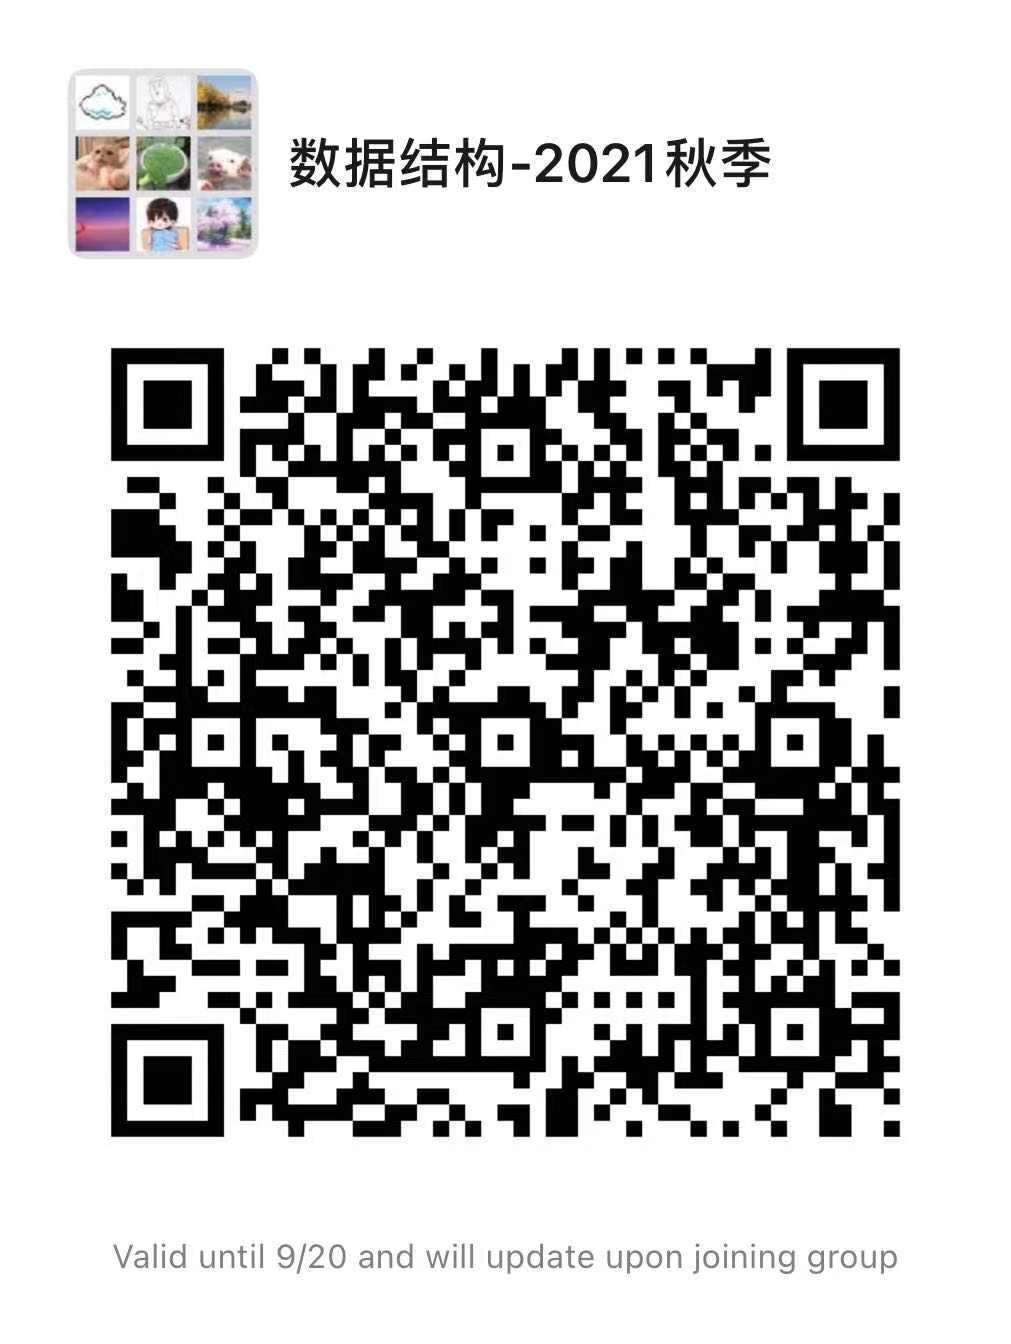 数据结构-2021秋季
Valid until 9/20 and will update upon joining group